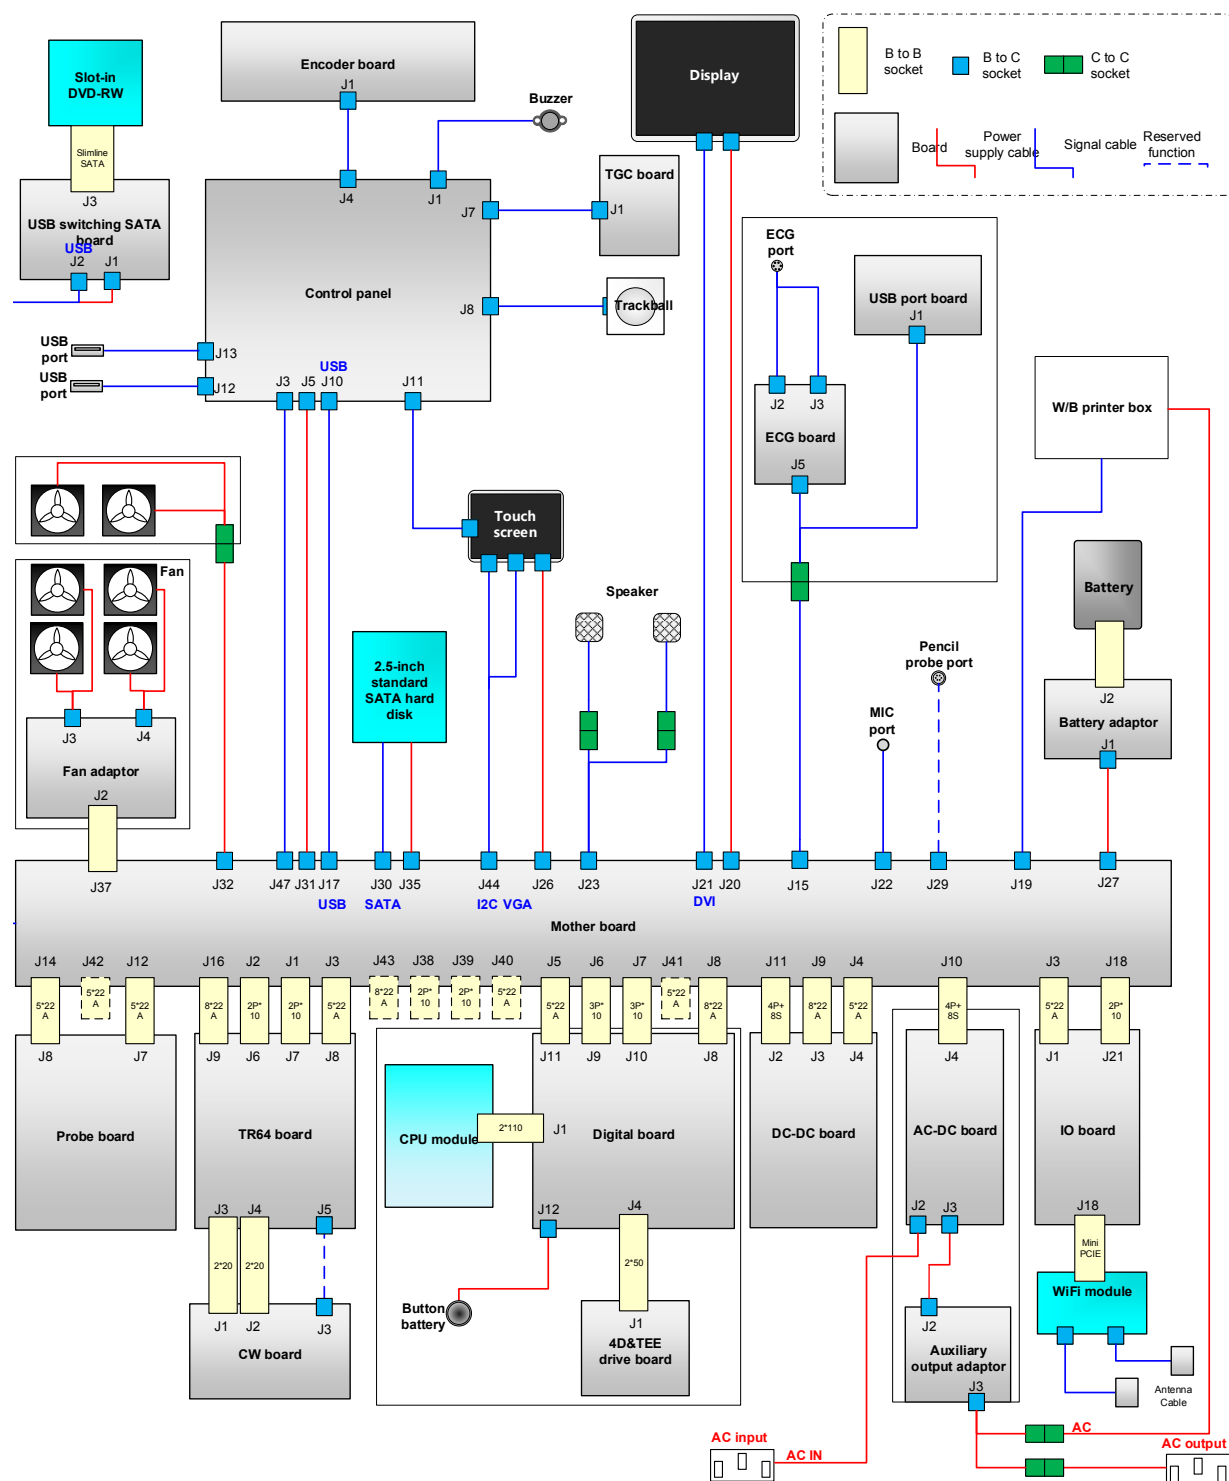 Slot-in
DVD-RW
Slimline
SATA
J3
USB switching SATA
board
USB
J2
J1
Encoder board
J1
Buzzer
Display
B to B
socket
B to C
socket
C to C
socket
Board
Power
supply cable
Signal cable
Reserved
function
J4
J1
J7
J8
Control panel
USB
J13
J12
J3
J5
J10
J11
USB
port
USB
port
TGC board
J1
Trackball
ECG
port
USB port board
J1
J2
J3
ECG board
J5
W/B printer box
Fan
Touch
screen
Speaker
Battery
J2
Battery adaptor
J1
Pencil
probe port
MIC
port
2.5-inch
standard
SATA hard
disk
J3
J4
Fan adaptor
J2
J37
J32
J47
J31
J17
J30
J35
J44
J26
J23
J21
J20
J15
J22
J29
J19
J27
USB
SATA
I2C
VGA
DVI
Mother board
J14
J42
J12
J16
J2
J1
J3
J43
J38
J39
J40
J5
J6
J7
J41
J8
J11
J9
J4
J10
J3
J18
5*22
A
5*22
A
5*22
A
8*22
A
2P*
10
2P*
10
5*22
A
8*22
A
2P*
10
2P*
10
5*22
A
5*22
A
3P*
10
3P*
10
5*22
A
8*22
A
4P+
8S
8*22
A
5*22
A
4P+
8S
5*22
A
2P*
10
J8
J7
J9
J6
J7
J8
J11
J9
J10
J8
J2
J3
J4
J4
J1
J21
Probe board
TR64 board
CPU module
2*110
J1
Digital board
DC-DC board
AC-DC board
IO board
J3
J4
J5
J12
J4
J2
J3
J18
2*20
2*20
2*50
Mini
PCIE
WiFi module
J1
J2
J3
CW board
Button
battery
J1
4D&TEE
drive board
J2
Auxiliary
output adaptor
J3
Antenna
Cable
AC input
AC IN
AC
AC output